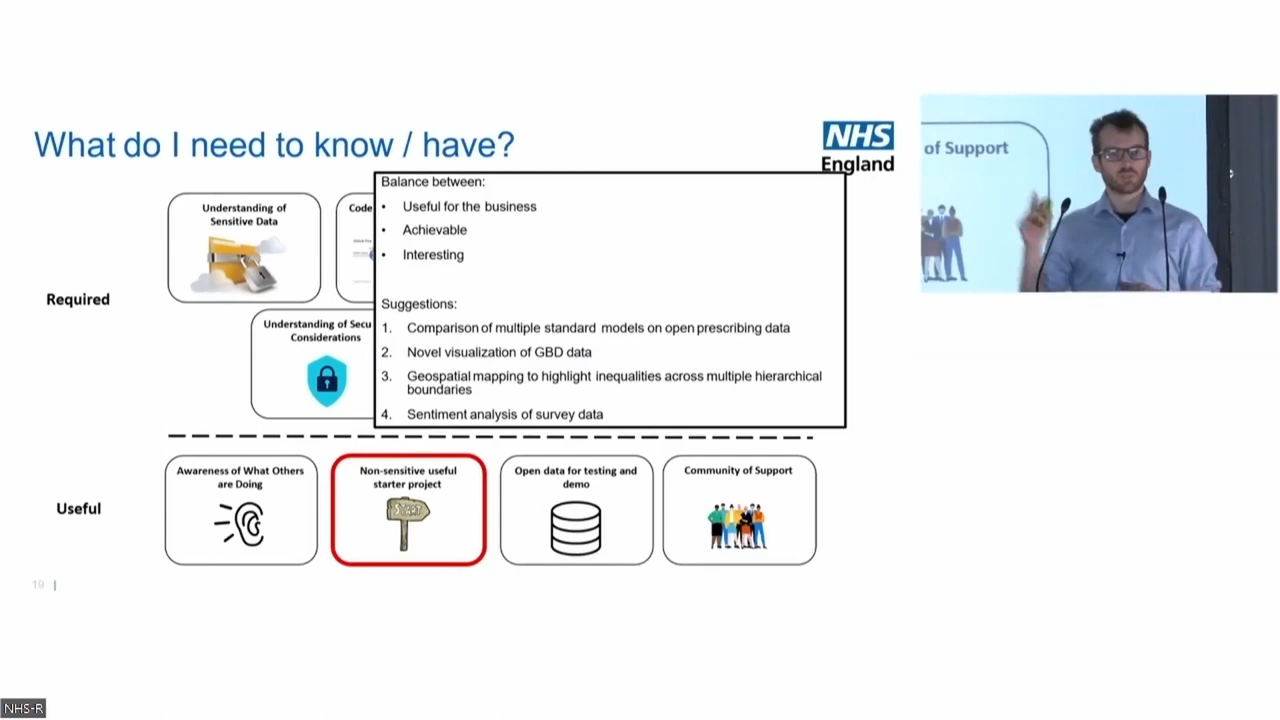 What do I need to know / have?
NHS
England
Balance between:
• Useful for the business
• Achievable
• Interesting
Suggestions:
1. Comparison of multiple standard models on open prescribing data
2. Novel visualization of GBD data
3. Geospatial mapping to highlight inequalities across multiple hierarchical
boundaries
4. Sentiment analysis of survey data
Required
Understanding of
Sensitive Data
Code
Understanding of Secu
Considerations
Useful
Awareness of What Others
are Doing
Non-sensitive useful
starter project
START
Open data for testing and
demo
Community of Support
19 |
of Support
NHS-R